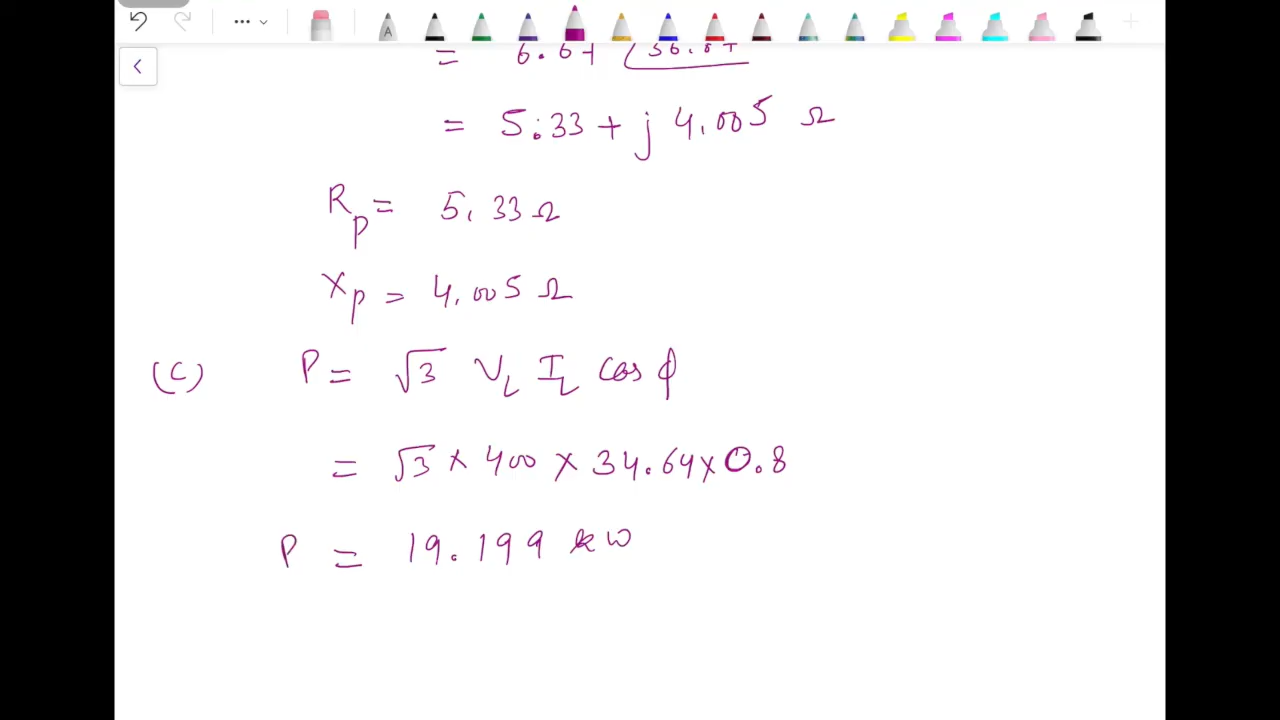 = 5.33 + j 4.005 Ω
Rp = 5.33 Ω
Xp = 4.005 Ω
(C) P = √3 VL IL cos ϕ
= √3 × 400 × 34.64 × 0.8
P = 19.199 kW